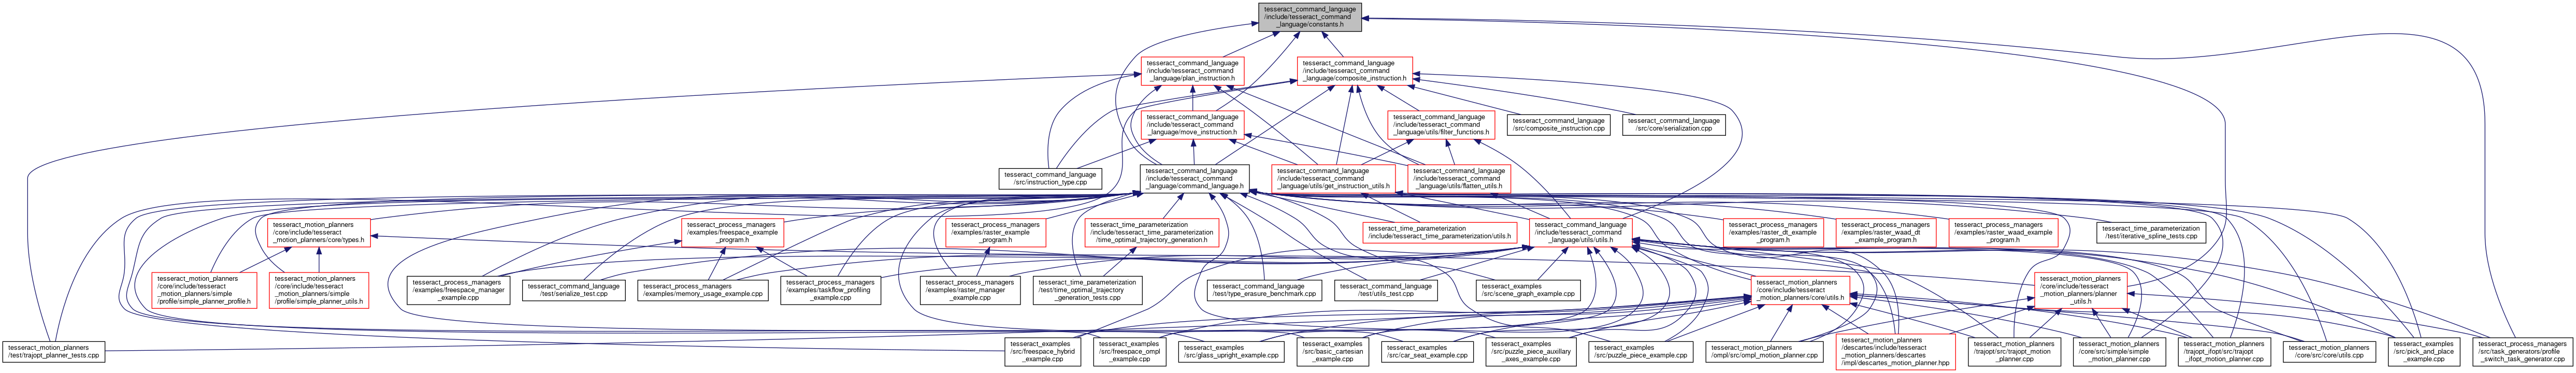 tesseract_command_language
/include/tesseract_command
_language/constants.h
tesseract_command_language
/include/tesseract_command
_language/plan_instruction.h
tesseract_command_language
/include/tesseract_command
_language/composite_instruction.h
tesseract_command_language
/include/tesseract_command
_language/move_instruction.h
tesseract_command_language
/include/tesseract_command
_language/utils/filter_functions.h
tesseract_command_language
/src/composite_instruction.cpp
tesseract_command_language
/src/core/serialization.cpp
tesseract_command_language
/src/instruction_type.cpp
tesseract_command_language
/include/tesseract_command
_language/command_language.h
tesseract_command_language
/include/tesseract_command
_language/utils/get_instruction_utils.h
tesseract_command_language
/include/tesseract_command
_language/utils/flatten_utils.h
tesseract_motion_planners
/core/include/tesseract
_motion_planners/core/types.h
tesseract_process_managers
/examples/freespace_example
_program.h
tesseract_process_managers
/examples/raster_example
_program.h
tesseract_time_parameterization
/include/tesseract_time_parameterization
/time_optimal_trajectory_generation.h
tesseract_time_parameterization
/include/tesseract_time_parameterization/utils.h
tesseract_command_language
/include/tesseract_command
_language/utils/utils.h
tesseract_process_managers
/examples/raster_dt_example
_program.h
tesseract_process_managers
/examples/raster_waad_dt
_example_program.h
tesseract_process_managers
/examples/raster_waad_example
_program.h
tesseract_time_parameterization
/test/iterative_spline_tests.cpp
tesseract_motion_planners
/core/include/tesseract
_motion_planners/simple
/profile/simple_planner_profile.h
tesseract_motion_planners
/core/include/tesseract
_motion_planners/simple
/profile/simple_planner_utils.h
tesseract_process_managers
/examples/freespace_manager
_example.cpp
tesseract_command_language
/test/serialize_test.cpp
tesseract_process_managers
/examples/memory_usage_example.cpp
tesseract_process_managers
/examples/taskflow_profiling
_example.cpp
tesseract_process_managers
/examples/raster_manager
_example.cpp
tesseract_time_parameterization
/test/time_optimal_trajectory
_generation_tests.cpp
tesseract_command_language
/test/type_erasure_benchmark.cpp
tesseract_command_language
/test/utils_test.cpp
tesseract_examples
/src/scene_graph_example.cpp
tesseract_motion_planners
/core/include/tesseract
_motion_planners/core/utils.h
tesseract_motion_planners
/core/include/tesseract
_motion_planners/planner
_utils.h
tesseract_motion_planners
/test/trajopt_planner_tests.cpp
tesseract_examples
/src/freespace_hybrid
_example.cpp
tesseract_examples
/src/freespace_ompl
_example.cpp
tesseract_examples
/src/glass_upright_example.cpp
tesseract_examples
/src/basic_cartesian
_example.cpp
tesseract_examples
/src/car_seat_example.cpp
tesseract_examples
/src/puzzle_piece_auxillary
_axes_example.cpp
tesseract_examples
/src/puzzle_piece_example.cpp
tesseract_motion_planners
/ompl/src/ompl_motion_planner.cpp
tesseract_motion_planners
/descartes/include/tesseract
_motion_planners/descartes
/impl/descartes_motion_planner.hpp
tesseract_motion_planners
/trajopt/src/trajopt_motion
_planner.cpp
tesseract_motion_planners
/core/src/simple/simple
_motion_planner.cpp
tesseract_motion_planners
/trajopt_ifopt/src/trajopt
_ifopt_motion_planner.cpp
tesseract_motion_planners
/core/src/core/utils.cpp
tesseract_examples
/src/pick_and_place
_example.cpp
tesseract_process_managers
/src/task_generators/profile
_switch_task_generator.cpp